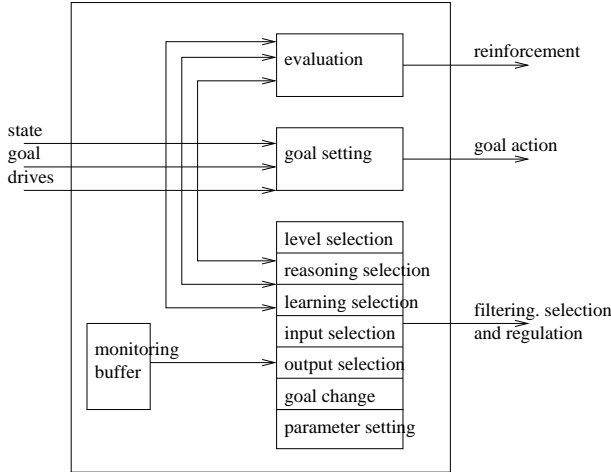 evaluation
reinforcement
state
goal
drives
goal setting
goal action
level selection
reasoning selection
learning selection
input selection
output selection
goal change
parameter setting
filtering. selection
and regulation
monitoring
buffer